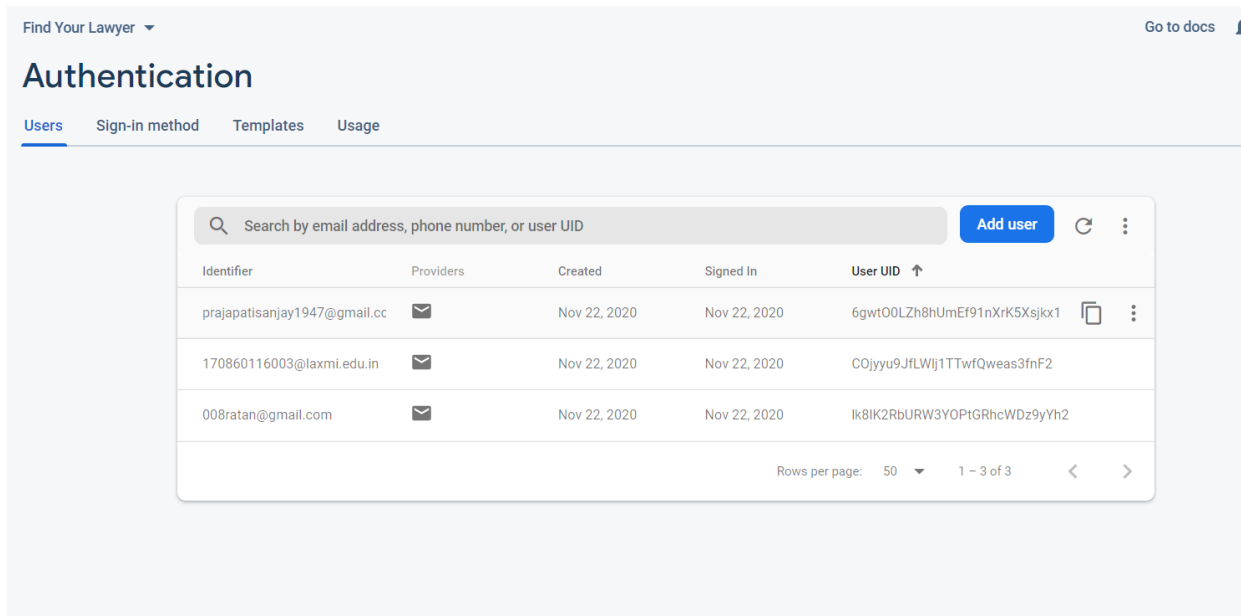 Find Your Lawyer Go to docs
Authentication
Users Sign-in method Templates Usage
Search by email address, phone number, or user UID Add user
Identifier Providers Created Signed In User UID
prajapatisanjay1947@gmail.cc Nov 22, 2020 Nov 22, 2020 6gwtO0LZh8hUmEf91nXrK5Xsjkx1
170860116003@laxmi.edu.in Nov 22, 2020 Nov 22, 2020 COjyyu9JfLWlj1TTwfQweas3fnF2
008ratan@gmail.com Nov 22, 2020 Nov 22, 2020 Ik8IK2RbURW3YOPtGRhcWDz9yYh2
Rows per page: 50 1 – 3 of 3